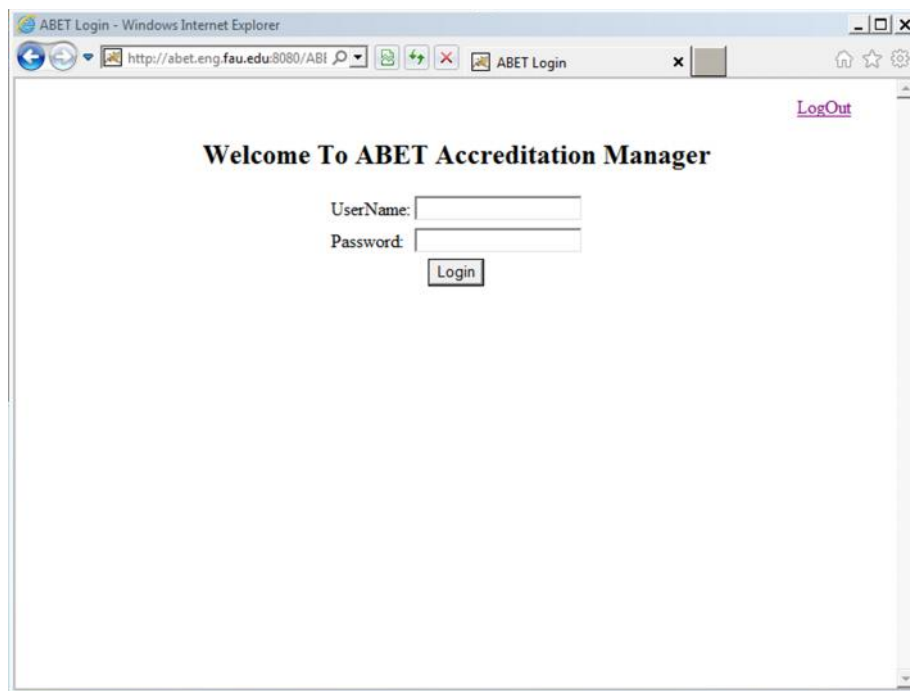 ABET Login - Windows Internet Explorer
http://abet.eng.fau.edu:8080/ABI
ABET Login
LogOut
Welcome To ABET Accreditation Manager
UserName:
Password:
Login